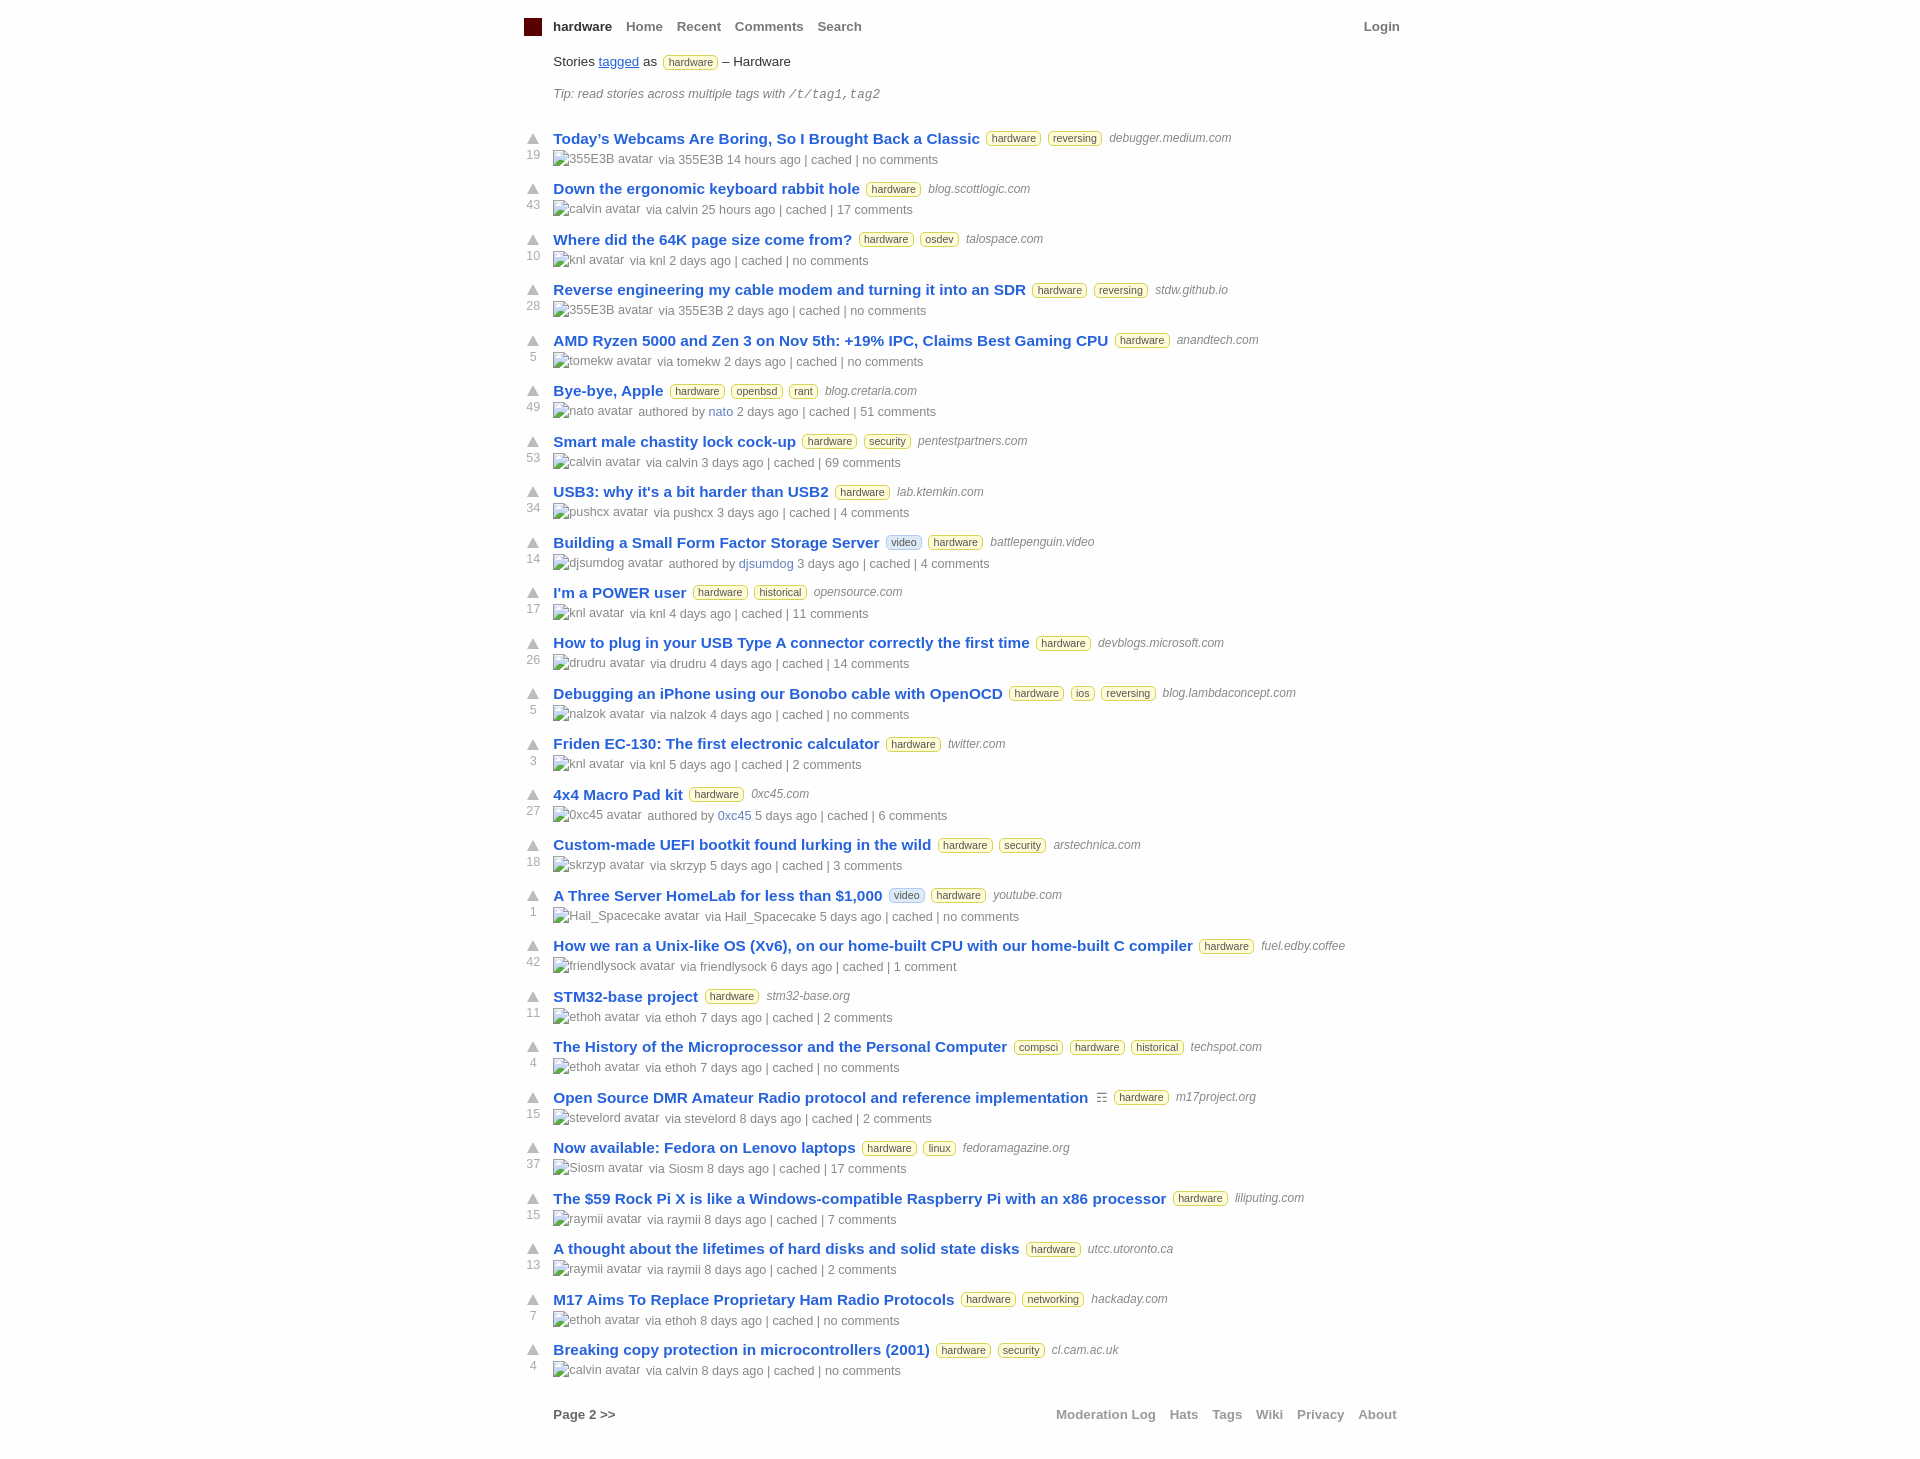 hardware Home Recent Comments Search Login
Stories tagged as hardware – Hardware
Tip: read stories across multiple tags with /t/tag1,tag2
Today’s Webcams Are Boring, So I Brought Back a Classic hardware reversing debugger.medium.com
19 355E3B avatar via 355E3B 14 hours ago | cached | no comments
Down the ergonomic keyboard rabbit hole hardware blog.scottlogic.com
43 calvin avatar via calvin 25 hours ago | cached | 17 comments
Where did the 64K page size come from? hardware osdev talospace.com
10 knl avatar via knl 2 days ago | cached | no comments
Reverse engineering my cable modem and turning it into an SDR hardware reversing stdw.github.io
28 355E3B avatar via 355E3B 2 days ago | cached | no comments
AMD Ryzen 5000 and Zen 3 on Nov 5th: +19% IPC, Claims Best Gaming CPU hardware anandtech.com
5 tomekw avatar via tomekw 2 days ago | cached | no comments
Bye-bye, Apple hardware openbsd rant blog.cretaria.com
49 nato avatar authored by nato 2 days ago | cached | 51 comments
Smart male chastity lock cock-up hardware security pentestpartners.com
53 calvin avatar via calvin 3 days ago | cached | 69 comments
USB3: why it's a bit harder than USB2 hardware lab.ktemkin.com
34 pushcx avatar via pushcx 3 days ago | cached | 4 comments
Building a Small Form Factor Storage Server video hardware battlepenguin.video
14 djsumdog avatar authored by djsumdog 3 days ago | cached | 4 comments
I'm a POWER user hardware historical opensource.com
17 knl avatar via knl 4 days ago | cached | 11 comments
How to plug in your USB Type A connector correctly the first time hardware devblogs.microsoft.com
26 drudru avatar via drudru 4 days ago | cached | 14 comments
Debugging an iPhone using our Bonobo cable with OpenOCD hardware ios reversing blog.lambdaconcept.com
5 nalzok avatar via nalzok 4 days ago | cached | no comments
Friden EC-130: The first electronic calculator hardware twitter.com
3 knl avatar via knl 5 days ago | cached | 2 comments
4x4 Macro Pad kit hardware 0xc45.com
27 0xc45 avatar authored by 0xc45 5 days ago | cached | 6 comments
Custom-made UEFI bootkit found lurking in the wild hardware security arstechnica.com
18 skrzyp avatar via skrzyp 5 days ago | cached | 3 comments
A Three Server HomeLab for less than $1,000 video hardware youtube.com
1 Hail_Spacecake avatar via Hail_Spacecake 5 days ago | cached | no comments
How we ran a Unix-like OS (Xv6), on our home-built CPU with our home-built C compiler hardware fuel.edby.coffee
42 friendlysock avatar via friendlysock 6 days ago | cached | 1 comment
STM32-base project hardware stm32-base.org
11 ethoh avatar via ethoh 7 days ago | cached | 2 comments
The History of the Microprocessor and the Personal Computer compsci hardware historical techspot.com
4 ethoh avatar via ethoh 7 days ago | cached | no comments
Open Source DMR Amateur Radio protocol and reference implementation ☶ hardware m17project.org
15 stevelord avatar via stevelord 8 days ago | cached | 2 comments
Now available: Fedora on Lenovo laptops hardware linux fedoramagazine.org
37 Siosm avatar via Siosm 8 days ago | cached | 17 comments
The $59 Rock Pi X is like a Windows-compatible Raspberry Pi with an x86 processor hardware liliputing.com
15 raymii avatar via raymii 8 days ago | cached | 7 comments
A thought about the lifetimes of hard disks and solid state disks hardware utcc.utoronto.ca
13 raymii avatar via raymii 8 days ago | cached | 2 comments
M17 Aims To Replace Proprietary Ham Radio Protocols hardware networking hackaday.com
7 ethoh avatar via ethoh 8 days ago | cached | no comments
Breaking copy protection in microcontrollers (2001) hardware security cl.cam.ac.uk
4 calvin avatar via calvin 8 days ago | cached | no comments
Page 2 >> Moderation Log Hats Tags Wiki Privacy About